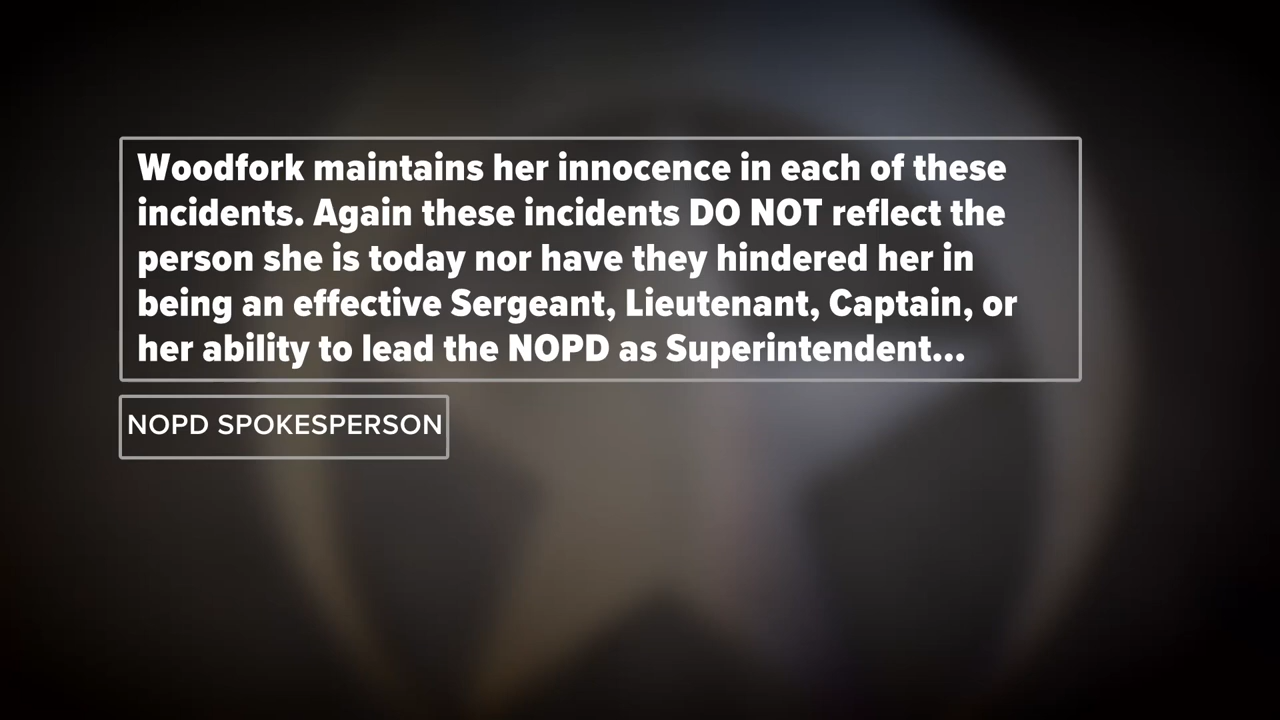 Woodfork maintains her innocence in each of these
incidents. Again these incidents DO NOT reflect the
person she is today nor have they hindered her in
being an effective Sergeant, Lieutenant, Captain, or
her ability to lead the NOPD as Superintendent...
NOPD SPOKESPERSON